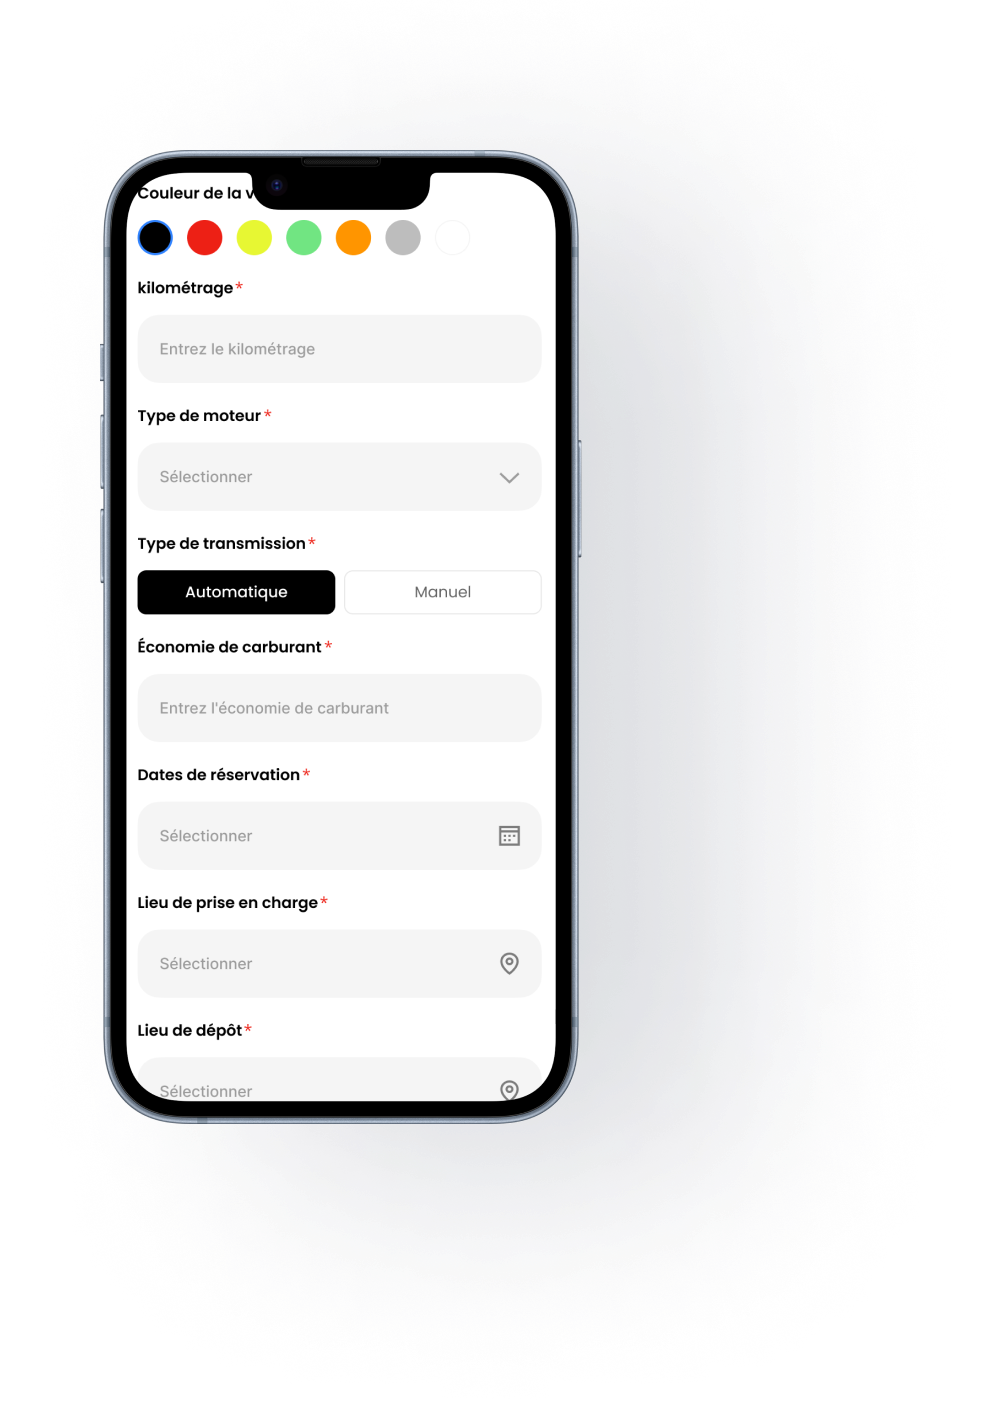 Couleur de la
kilométrage*
Entrez le kilométrage
Type de moteur *
Sélectionner
Type de transmission*
Automatique Manuel
Économie de carburant *
Entrez l'économie de carburant
Dates de réservation*
Sélectionner
Lieu de prise en charge*
Sélectionner
Lieu de dépôt*
Sélectionner